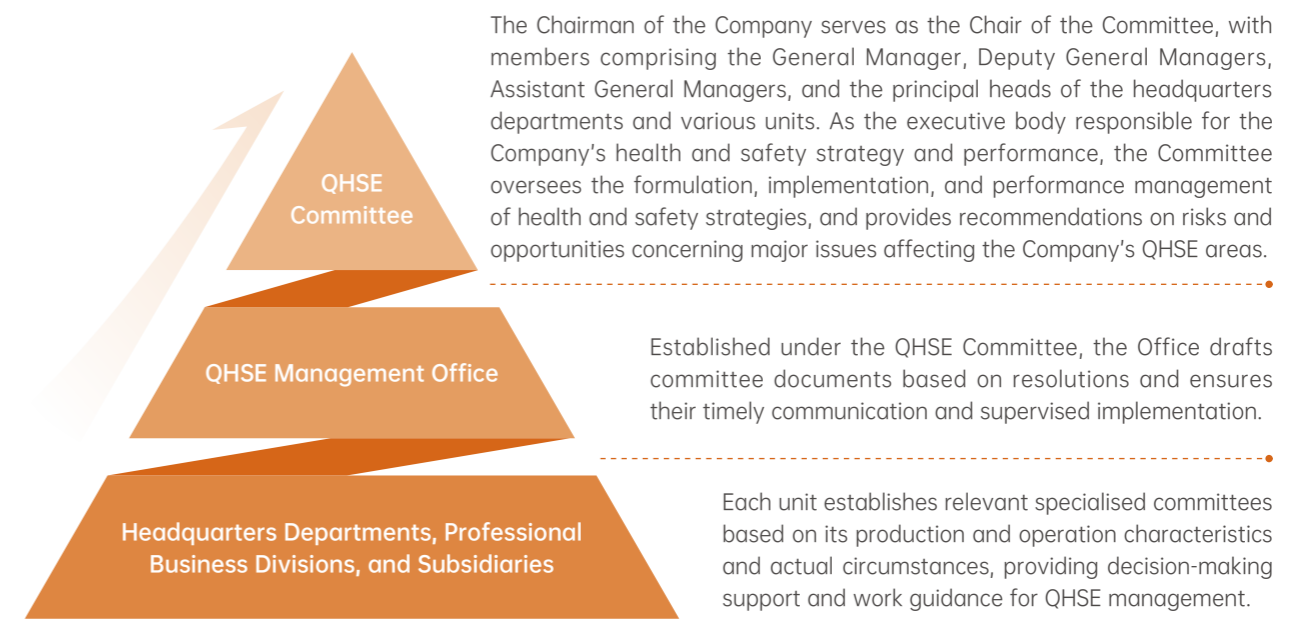 The Chairman of the Company serves as the Chair of the Committee, with
members comprising the General Manager, Deputy General Managers,
Assistant General Managers, and the principal heads of the headquarters
departments and various units. As the executive body responsible for the
Company's health and safety strategy and performance, the Committee
oversees the formulation, implementation, and performance management
of health and safety strategies, and provides recommendations on risks and
opportunities concerning major issues affecting the Company's QHSE areas.
QHSE
Committee
Established under the QHSE Committee, the Office drafts
committee documents based on resolutions and ensures
their timely communication and supervised implementation.
QHSE Management Office
Each unit establishes relevant specialised committees
based on its production and operation characteristics
and actual circumstances, providing decision-making
support and work guidance for QHSE management.
Headquarters Departments, Professional
Business Divisions, and Subsidiaries